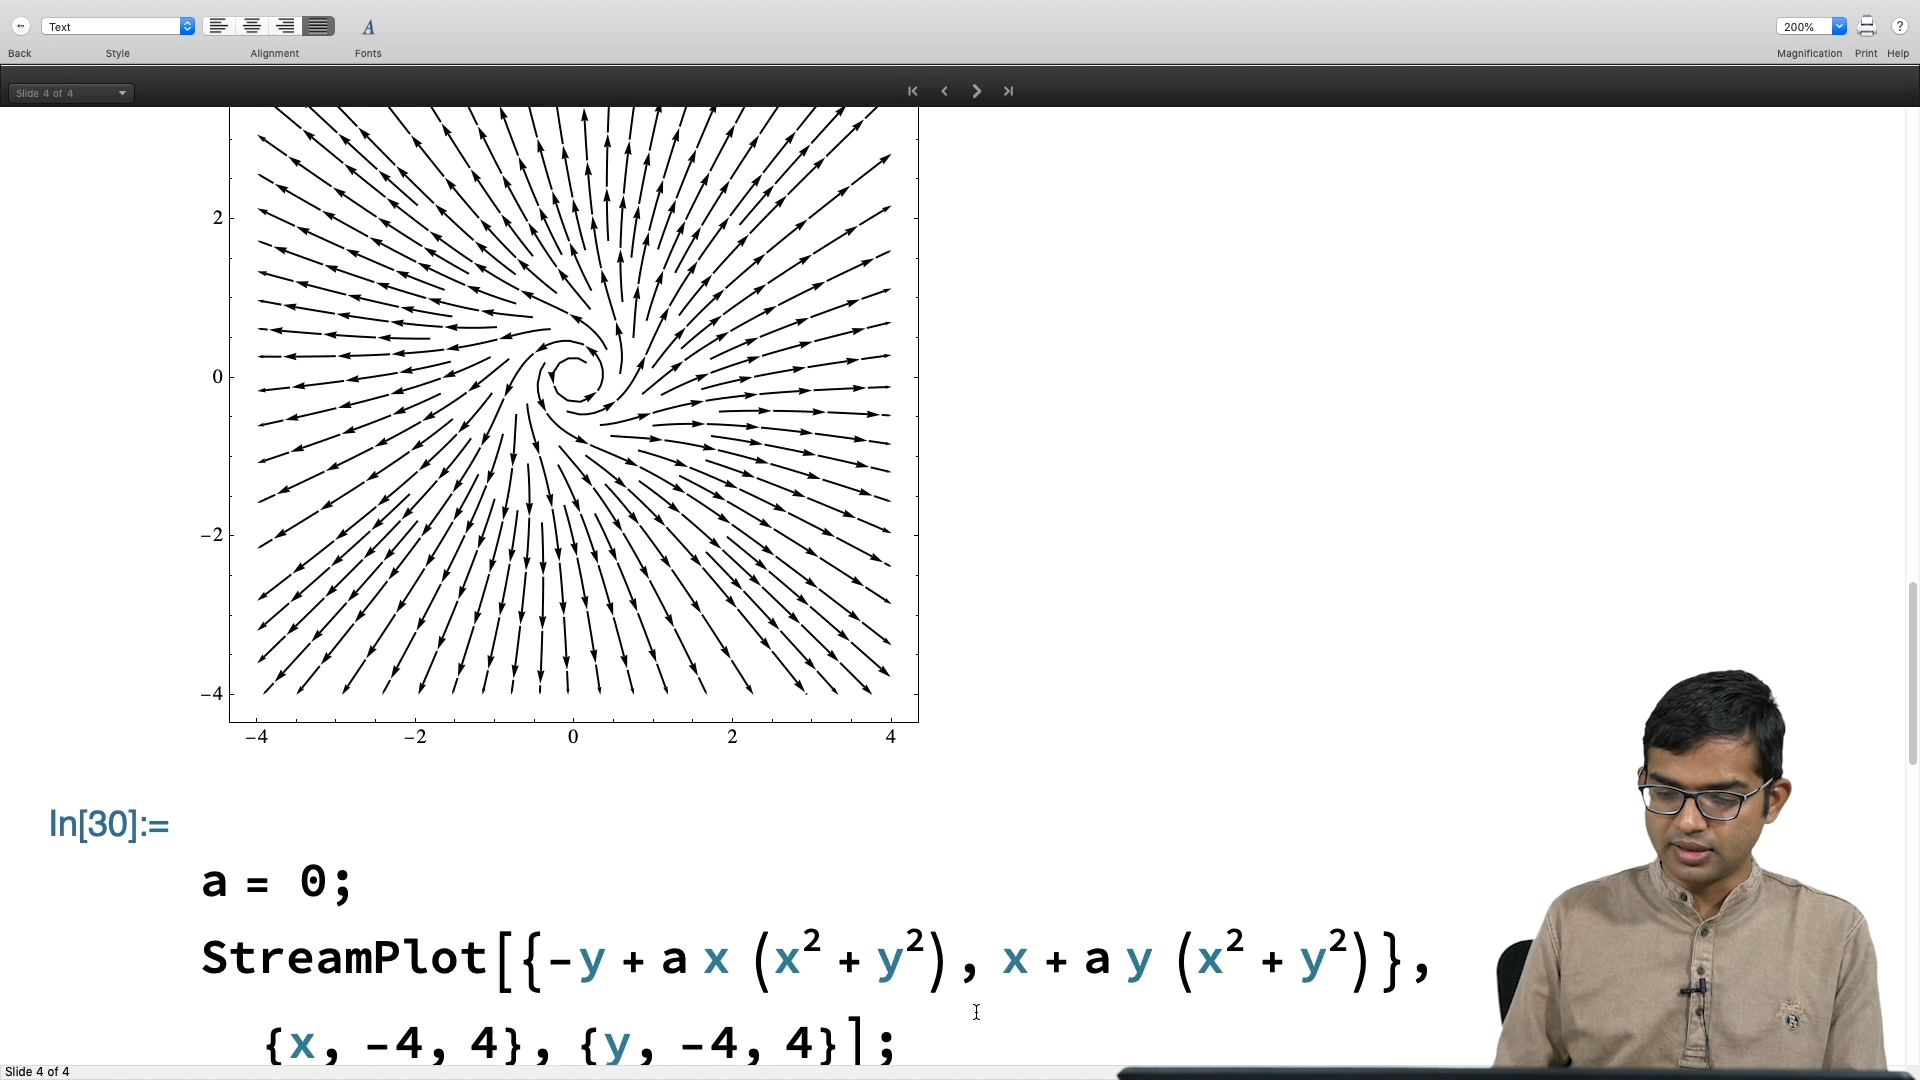 Text
Back Style Alignment Fonts
200%
Magnification Print Help
Slide 4 of 4
2
0
−2
−4
−4 −2 0 2 4
In[30]:=
a = 0;
StreamPlot[{-y + a x (x² + y²), x + a y (x² + y²)},
{x, -4, 4}, {y, -4, 4}];
Slide 4 of 4